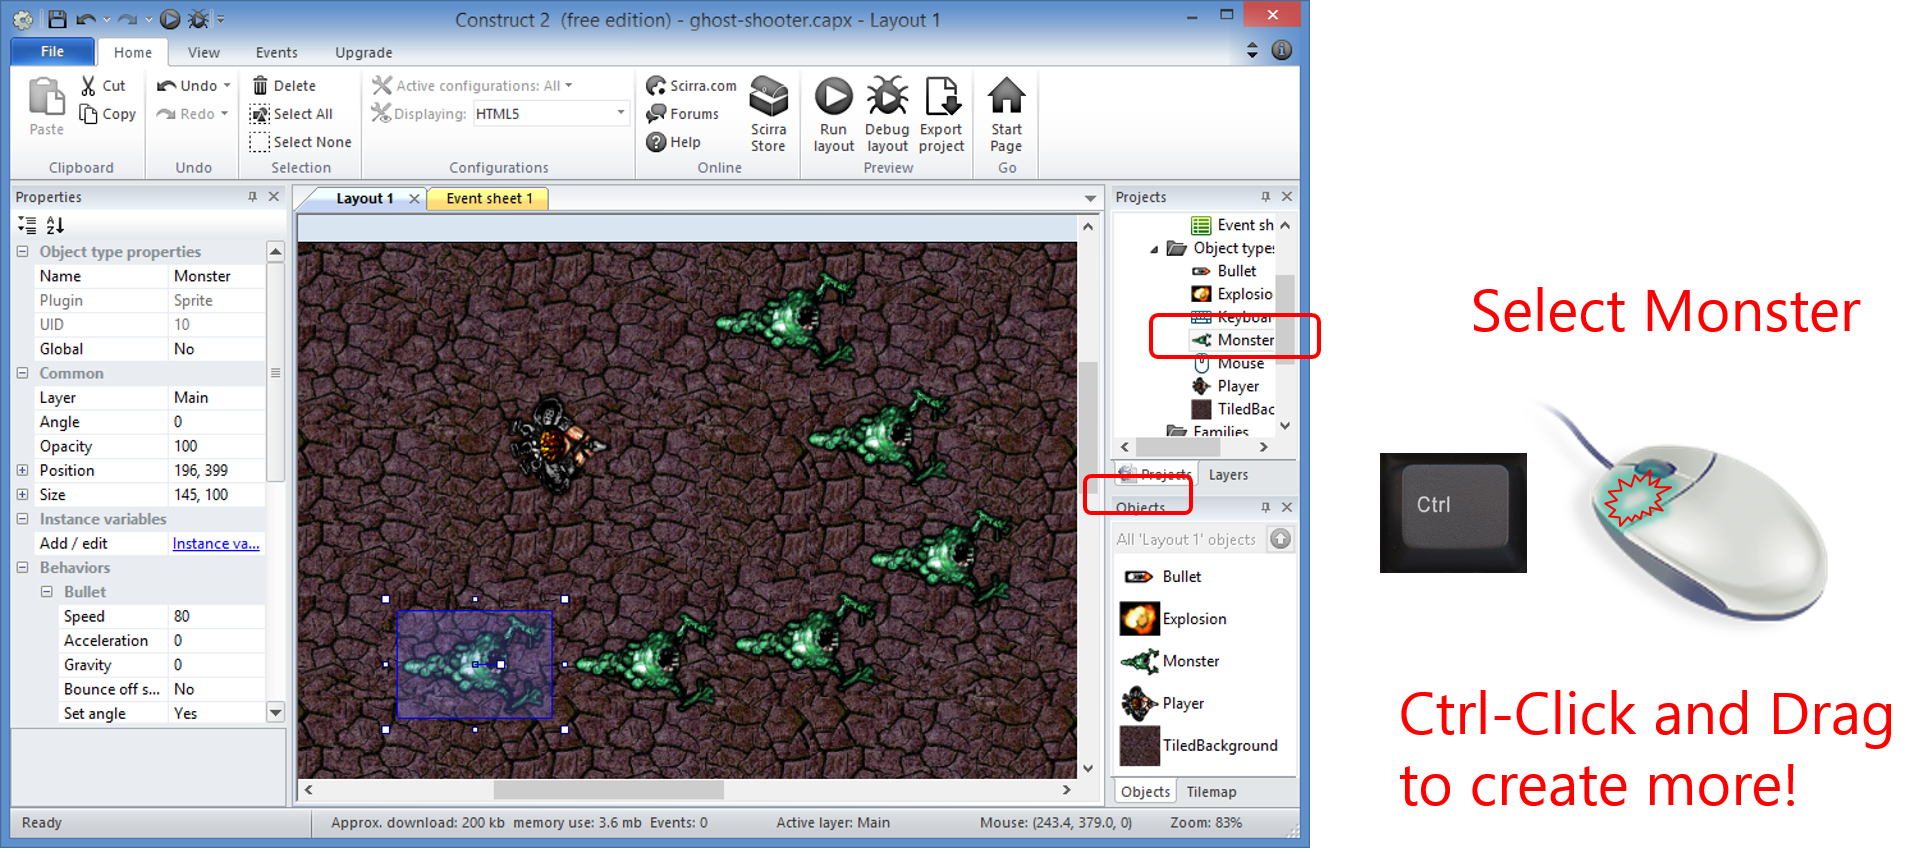 Construct 2 (free edition) - ghost-shooter.capx - Layout 1
File Home View Events Upgrade
Paste
Cut
Copy
Clipboard
Undo
Redo
Undo
Delete
Select All
Select None
Selection
Active configurations: All
Displaying: HTML5
Configurations
Scirra.com
Forums
Help
Scirra
Store
Online
Run
layout
Debug
layout
Export
project
Preview
Start
Page
Go
Properties
A
Z
Object type properties
Name Monster
Plugin Sprite
UID 10
Global No
Common
Layer Main
Angle 0
Opacity 100
Position 196, 399
Size 145, 100
Instance variables
Add / edit Instance va...
Behaviors
Bullet
Speed 80
Acceleration 0
Gravity 0
Bounce off s... No
Set angle Yes
Layout 1
Event sheet 1
Projects
Event sh
Object types
Bullet
Explosio
Keyboar
Monster
Mouse
Player
TiledBac
Families
Projects Layers
Objects
All 'Layout 1' objects
Bullet
Explosion
Monster
Player
TiledBackground
Objects Tilemap
Ready
Approx. download: 200 kb memory use: 3.6 mb Events: 0
Active layer: Main
Mouse: (243.4, 379.0, 0)
Zoom: 83%
Select Monster
Ctrl
Ctrl-Click and Drag
to create more!